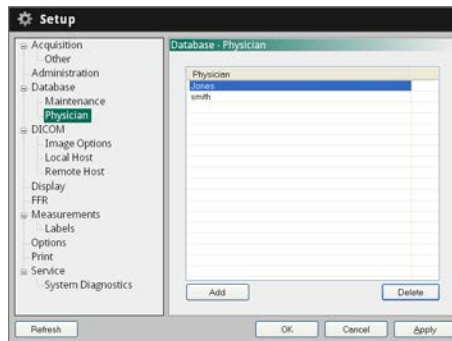 Setup
Acquisition
Other
Administration
Database
Maintenance
Physician
DICOM
Image Options
Local Host
Remote Host
Display
FFR
Measurements
Labels
Options
Print
Service
System Diagnostics
Database - Physician
Physician
Jones
smith
Add
Delete
Refresh
OK
Cancel
Apply